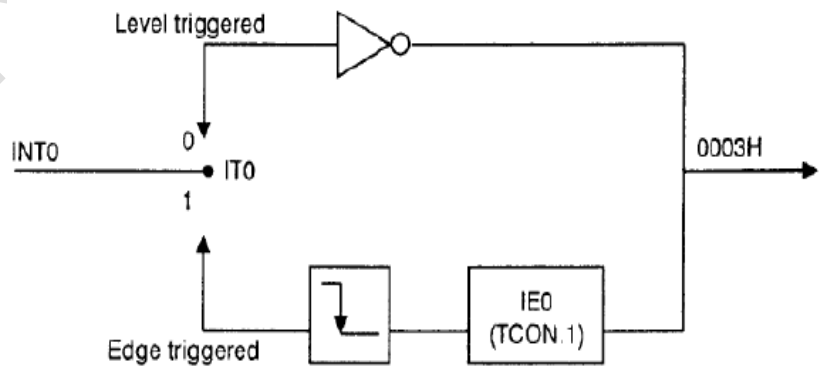 Level triggered
0
INT0
IT0
0003H
1
IE0
(TCON.1)
Edge triggered